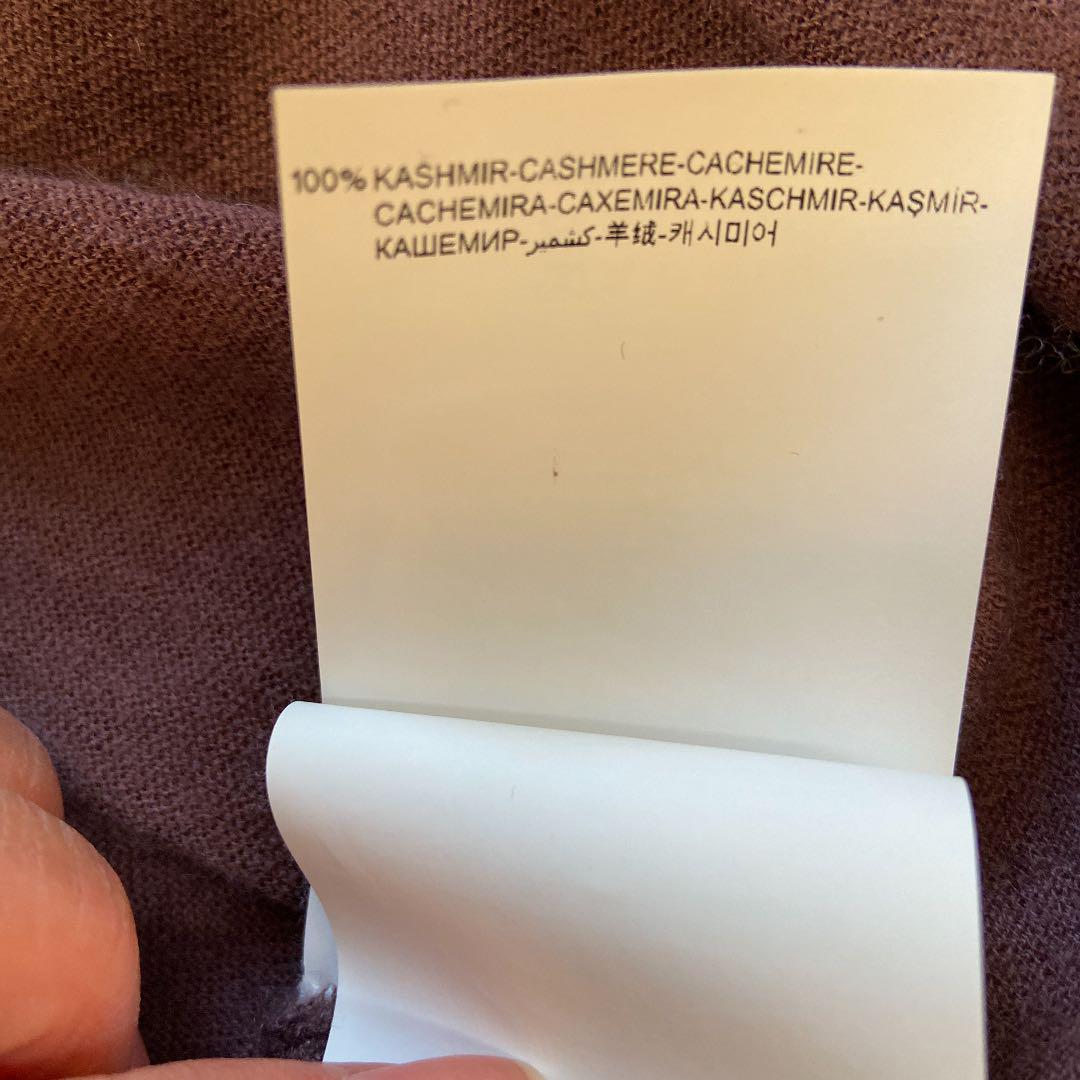 100% KASHMIR-CASHMERE-CACHEMIRE-
CACHEMIRA-CAXEMIRA-KASCHMIR-KAŞMİR-
КАШЕМИР-كشمير-羊绒-캐시미어